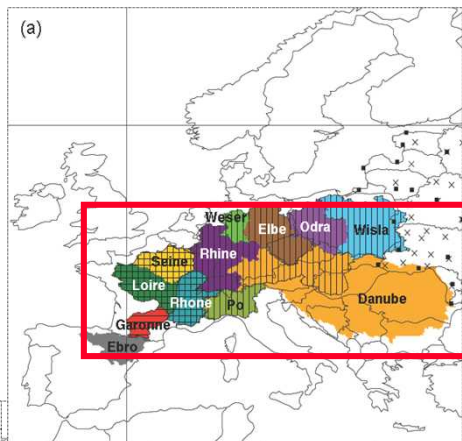 (a)
Weser
Elbe
Odra
Wisla
Rhine
Seine
Loire
Rhone
Po
Danube
Garonne
Ebro